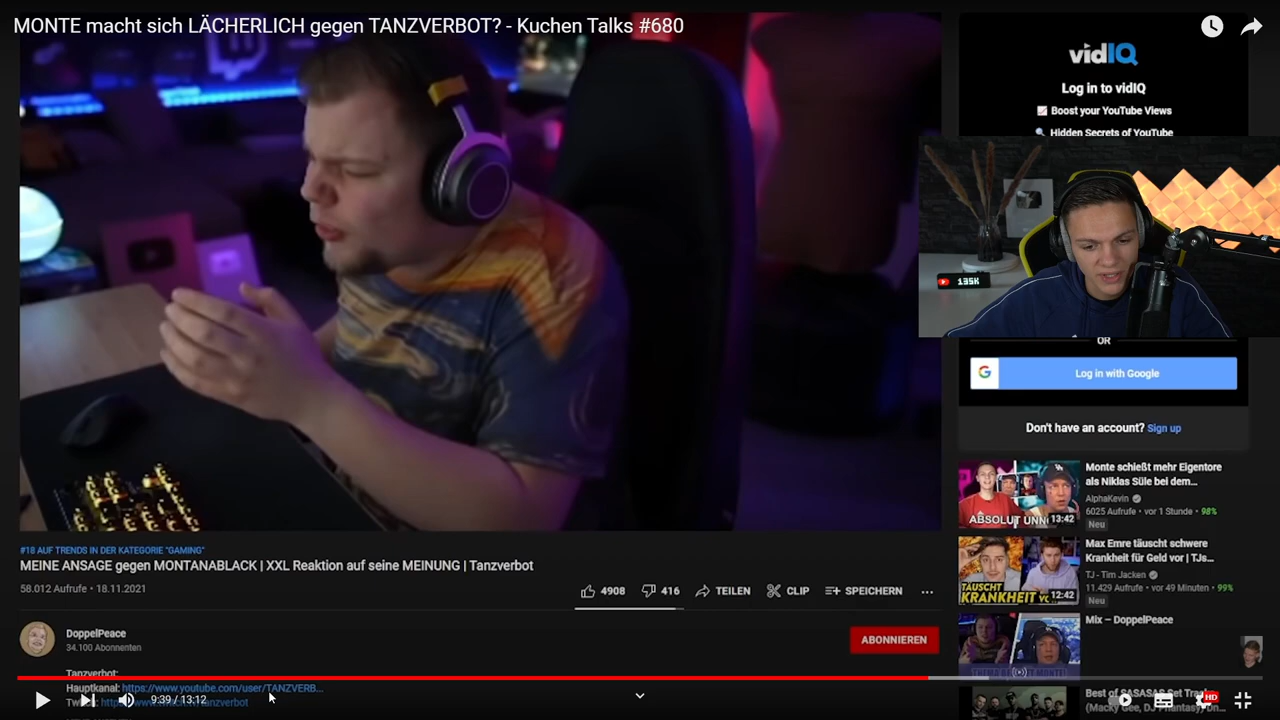 MONTE macht sich LÄCHERLICH gegen TANZVERBOT? - Kuchen Talks #680
vidIQ
Log in to vidIQ
Boost your YouTube Views
Hidden Secrets of YouTube
135K
OR
Log in with Google
Don't have an account? Sign up
Monte schießt mehr Eigentore
als Niklas Süle bei dem...
AlphaKevin
6025 Aufrufe • vor 1 Stunde • 98%
Neu
ABSOLUT UNN
13:42
Max Emre täuscht schwere
Krankheit für Geld vor | TJs...
TJ - Tim Jacken
11.429 Aufrufe • vor 49 Minuten • 99%
Neu
TÄUSCHT
KRANKHEIT
12:42
Mix – DoppelPeace
#18 AUF TRENDS IN DER KATEGORIE "GAMING"
MEINE ANSAGE gegen MONTANABLACK | XXL Reaktion auf seine MEINUNG | Tanzverbot
58.012 Aufrufe • 18.11.2021
4908
416
TEILEN
CLIP
SPEICHERN
DoppelPeace
34.100 Abonnenten
ABONNIEREN
Tanzverbot:
Hauptkanal: https://www.youtube.com/user/TANZVERB...
9:39 / 13:12
HD